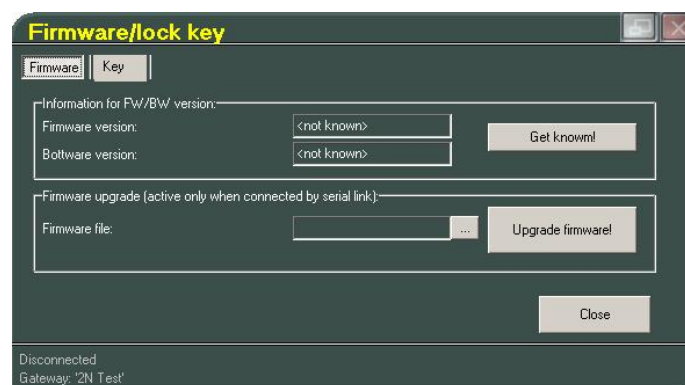 Firmware/lock key
Firmware Key
Information for FW/BW version:
Firmware version: <not known>
Get knowm!
Bottware version: <not known>
Firmware upgrade (active only when connected by serial link):
Firmware file: ... Upgrade firmware!
Close
Disconnected
Gateway: '2N Test'